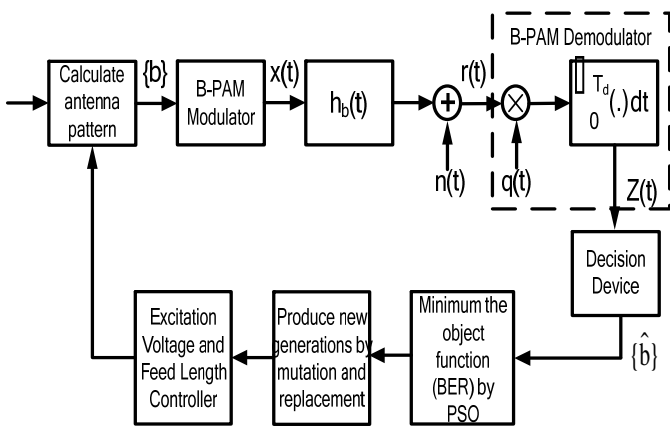 B-PAM Demodulator
Calculate
antenna
pattern
{b}
B-PAM
Modulator
x(t)
h_b(t)
+
n(t)
r(t)
×
q(t)
T_d
0
(.)dt
Z(t)
Decision
Device
{b̂}
Minimum the
object
function
(BER) by
PSO
Produce new
generations by
mutation and
replacement
Excitation
Voltage and
Feed Length
Controller